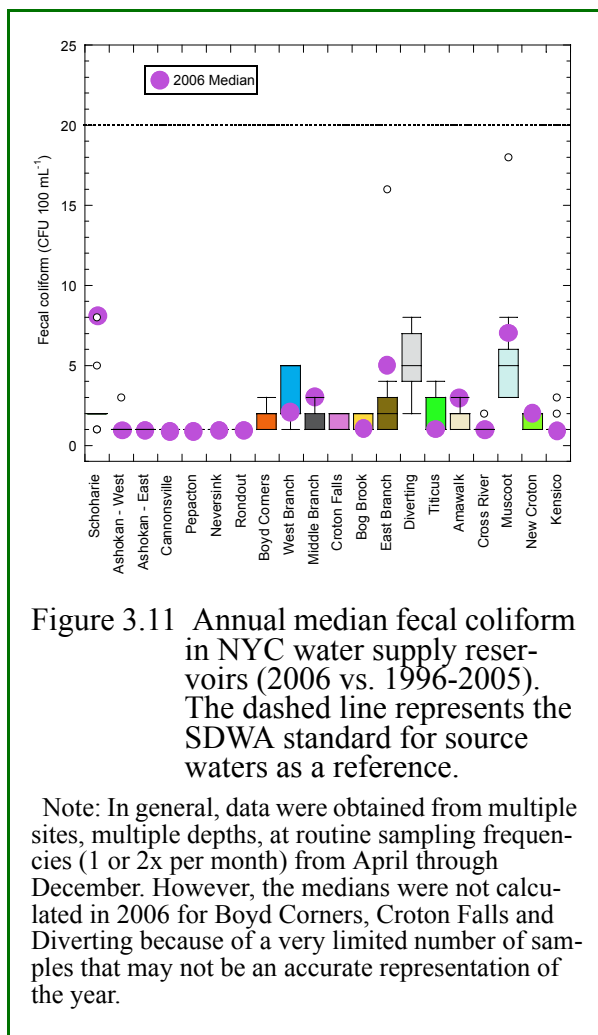 25
2006 Median
20
15
10
5
0
Fecal coliform (CFU 100 mL-1)
Schoharie
Ashokan - West
Ashokan - East
Cannonsville
Pepacton
Neversink
Rondout
Boyd Corners
West Branch
Middle Branch
Croton Falls
Bog Brook
East Branch
Diverting
Titicus
Amawalk
Cross River
Muscoot
New Croton
Kensico
Figure 3.11 Annual median fecal coliform
in NYC water supply reser-
voirs (2006 vs. 1996-2005).
The dashed line represents the
SDWA standard for source
waters as a reference.
Note: In general, data were obtained from multiple
sites, multiple depths, at routine sampling frequen-
cies (1 or 2x per month) from April through
December. However, the medians were not calcu-
lated in 2006 for Boyd Corners, Croton Falls and
Diverting because of a very limited number of sam-
ples that may not be an accurate representation of
the year.